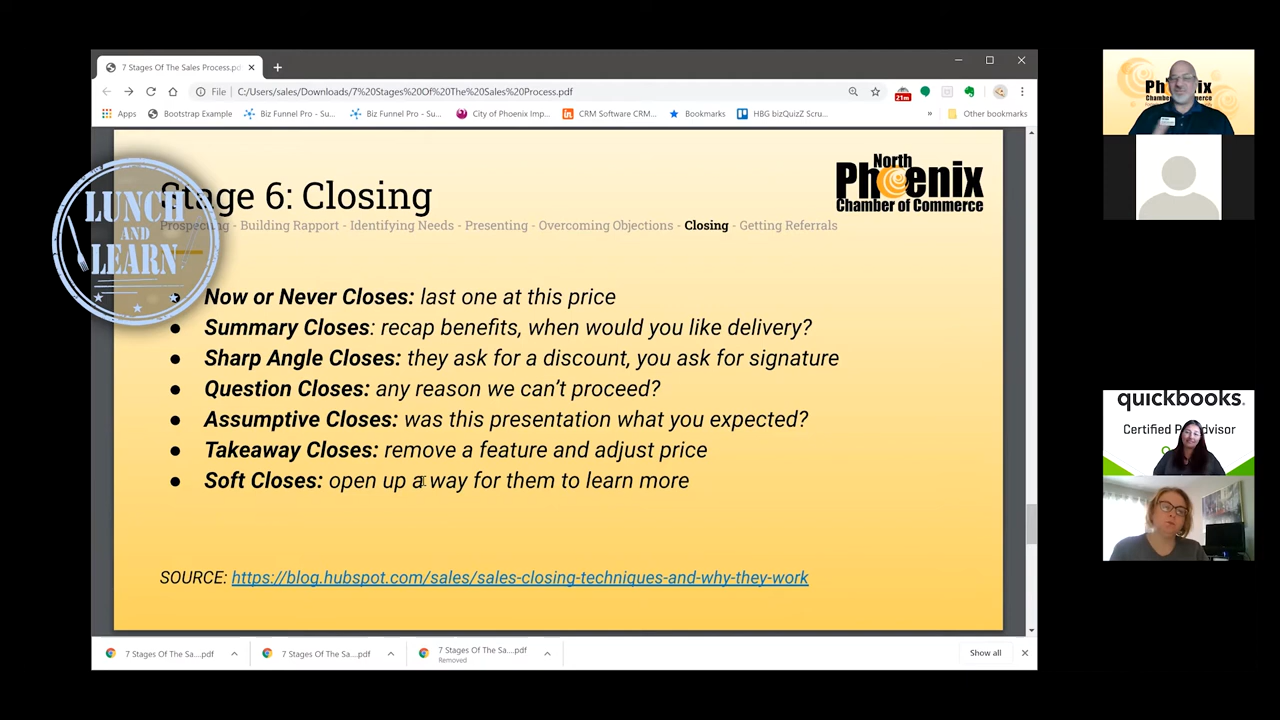 7 Stages Of The Sales Process.pd
File
C:/Users/sales/Downloads/7%20Stages%20Of%20The%20Sales%20Process.pdf
21m
Apps
Bootstrap Example
Biz Funnel Pro - Su...
Biz Funnel Pro - Su...
City of Phoenix Imp...
CRM Software CRM...
Bookmarks
HBG bizQuizZ Scru...
»
Other bookmarks
Stage 6: Closing
Prospecting - Building Rapport - Identifying Needs - Presenting - Overcoming Objections - Closing - Getting Referrals
North
Phoenix
Chamber of Commerce
LUNCH
AND
LEARN
● Now or Never Closes: last one at this price
● Summary Closes: recap benefits, when would you like delivery?
● Sharp Angle Closes: they ask for a discount, you ask for signature
● Question Closes: any reason we can't proceed?
● Assumptive Closes: was this presentation what you expected?
● Takeaway Closes: remove a feature and adjust price
● Soft Closes: open up a way for them to learn more
SOURCE: https://blog.hubspot.com/sales/sales-closing-techniques-and-why-they-work
7 Stages Of The Sa....pdf
7 Stages Of The Sa....pdf
7 Stages Of The Sa....pdf
Removed
Show all
quickbooks.
Certified